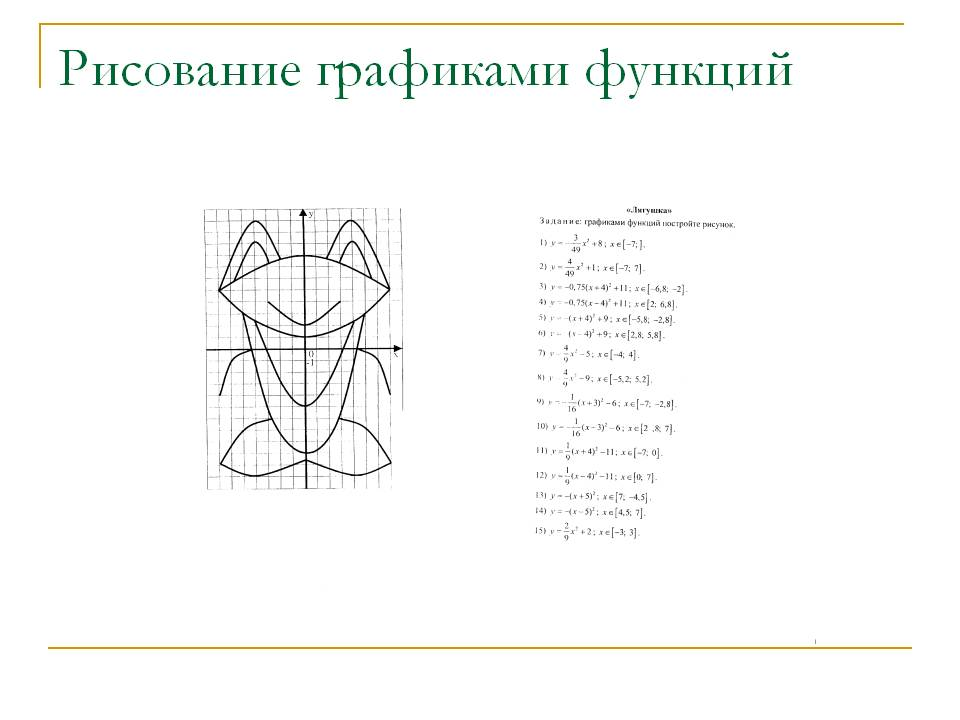 Рисование графиками функций
y
0
-1
x
«Лягушка»
Задание: графиками функций постройте рисунок.
1) y = -3/49 x² + 8; x∈[-7;].
2) y = 4/49 x² + 1; x∈[-7; 7].
3) y = -0,75(x + 4)² + 11; x∈[-6,8; -2].
4) y = -0,75(x - 4)² + 11; x∈[2; 6,8].
5) y = -(x + 4)² + 9; x∈[-5,8; -2,8].
6) y = (x - 4)² + 9; x∈[2,8; 5,8].
7) y = 4/9 x² - 5; x∈[-4; 4].
8) y = 4/9 x² - 9; x∈[-5,2; 5,2].
9) y = -1/16 (x + 3)² - 6; x∈[-7; -2,8].
10) y = -1/16 (x - 3)² - 6; x∈[2 ,8; 7].
11) y = 1/9 (x + 4)² - 11; x∈[-7; 0].
12) y = 1/9 (x - 4)² - 11; x∈[0; 7].
13) y = -(x + 5)²; x∈[7; -4,5].
14) y = -(x - 5)²; x∈[4,5; 7].
15) y = 2/9 x² + 2; x∈[-3; 3].